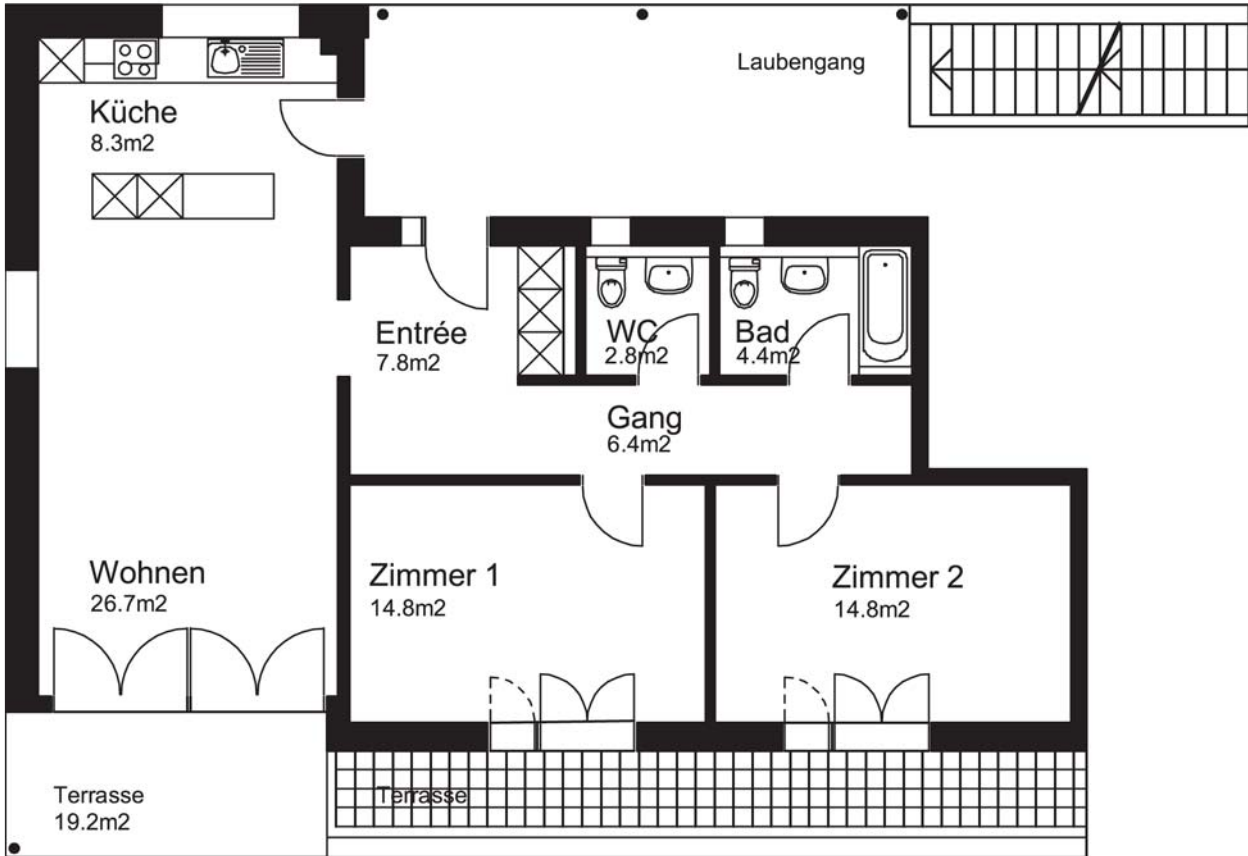 Laubengang
Küche
8.3m2
Entrée
7.8m2
WC
2.8m2
Bad
4.4m2
Gang
6.4m2
Wohnen
26.7m2
Zimmer 1
14.8m2
Zimmer 2
14.8m2
Terrasse
19.2m2
Terrasse